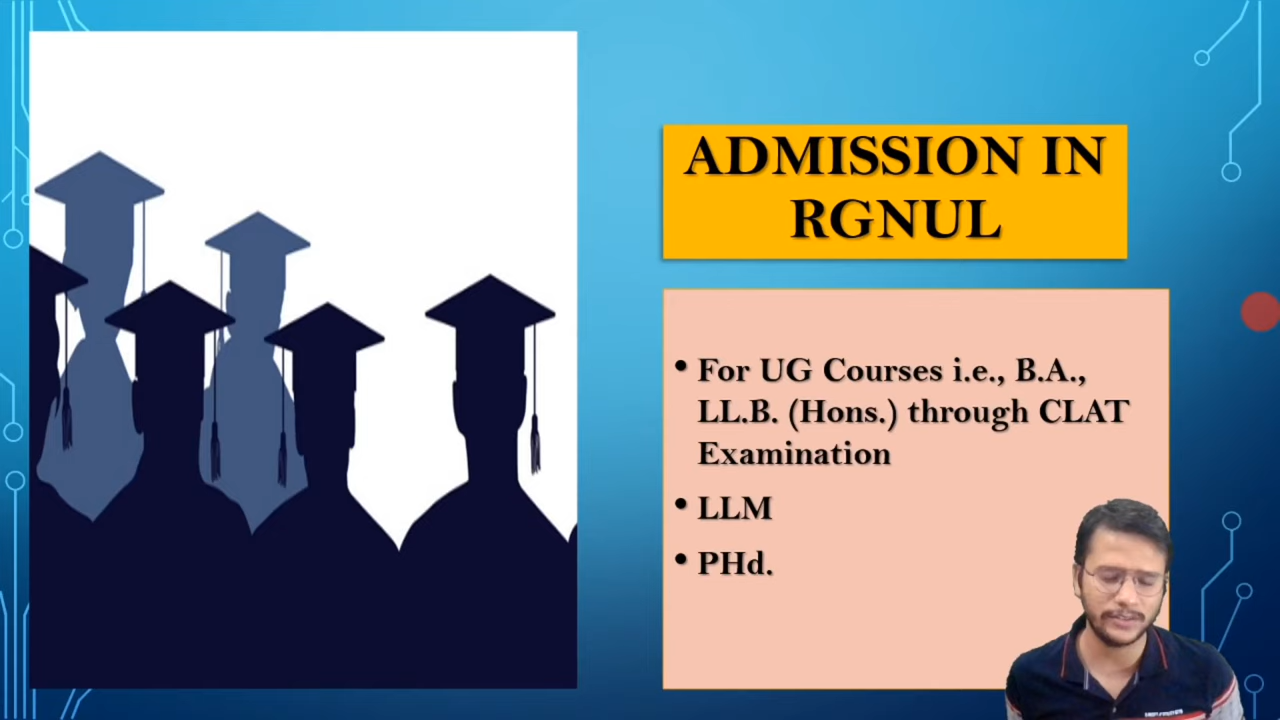 ADMISSION IN
RGNUL
• For UG Courses i.e., B.A.,
LL.B. (Hons.) through CLAT
Examination
• LLM
• PHd.